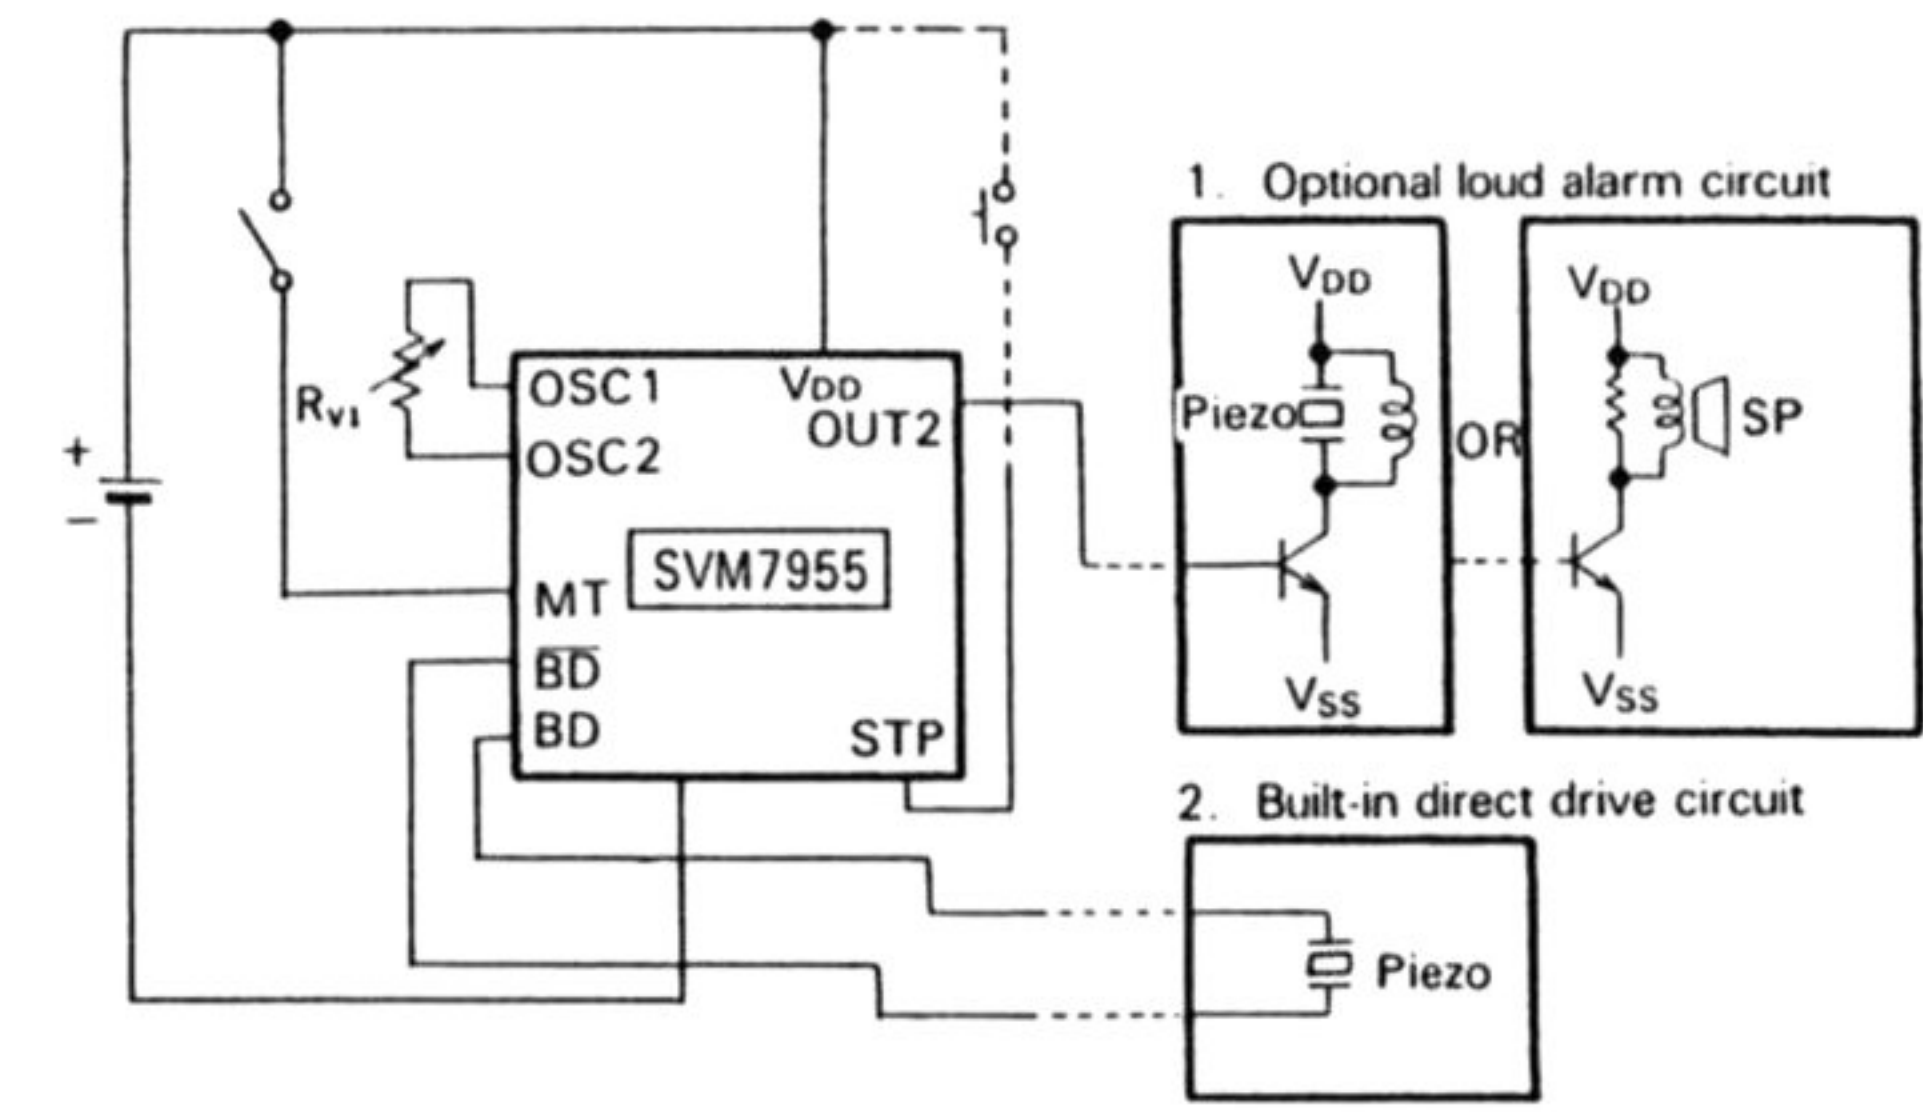 1. Optional loud alarm circuit
VDD
VDD
+
−
RV1
OSC1
VDD
OUT2
OSC2
Piezo
OR
SP
SVM7955
MT
B̅D̅
BD
STP
VSS
VSS
2. Built-in direct drive circuit
Piezo